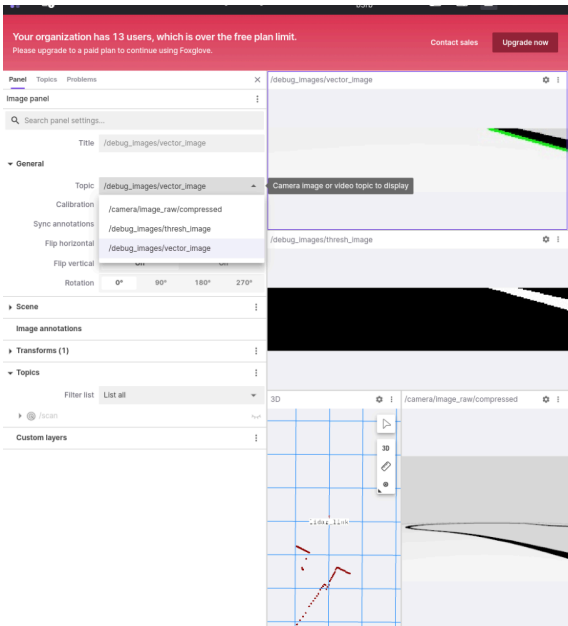 Your organization has 13 users, which is over the free plan limit.
Please upgrade to a paid plan to continue using Foxglove.
Contact sales
Upgrade now
Panel Topics Problems
Image panel
Search panel settings...
Title /debug_images/vector_image
General
Topic /debug_images/vector_image
Camera image or video topic to display
Calibration
/camera/image_raw/compressed
Sync annotations
/debug_images/thresh_image
Flip horizontal
/debug_images/vector_image
Flip vertical
Rotation 0° 90° 180° 270°
Scene
Image annotations
Transforms (1)
Topics
Filter list List all
/scan
Custom layers
/debug_images/vector_image
/debug_images/thresh_image
3D
3D
/camera/image_raw/compressed